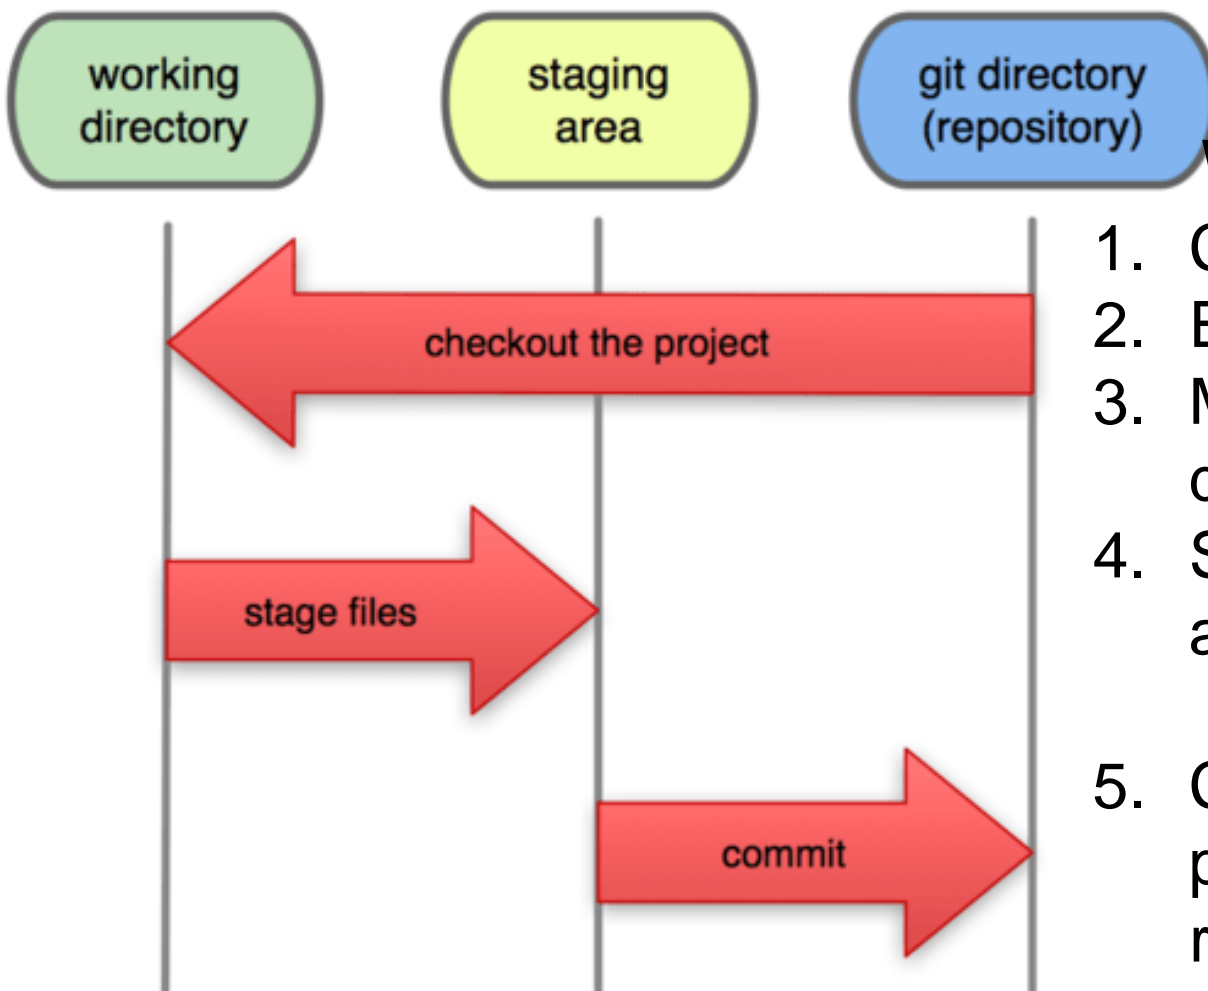 working
directory
staging
area
git directory
(repository)
checkout the project
stage files
commit
1.
2.
3.
4.
5.